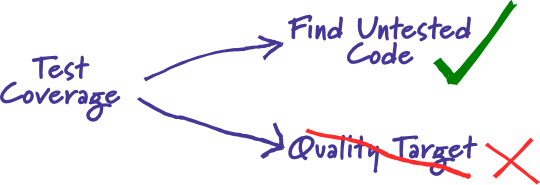 Test
Coverage
Find Untested
Code
Quality Target